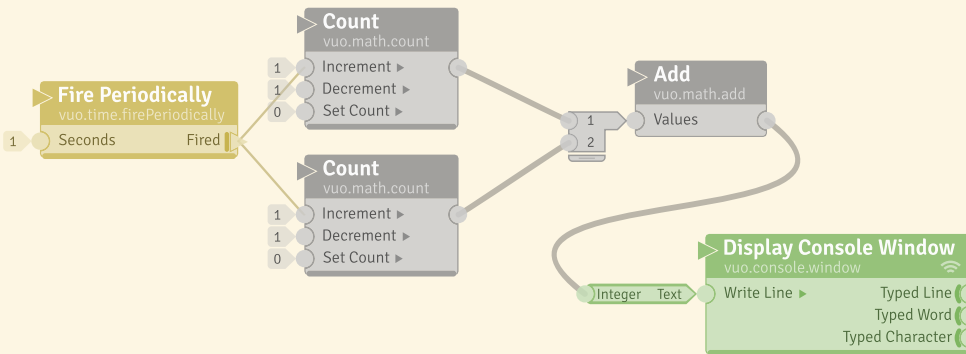 Count
vuo.math.count
1 Increment
1 Decrement
0 Set Count
Fire Periodically
vuo.time.firePeriodically
1 Seconds Fired
Add
vuo.math.add
1 Values
2
Count
vuo.math.count
1 Increment
1 Decrement
0 Set Count
Display Console Window
vuo.console.window
Integer Text Write Line Typed Line
Typed Word
Typed Character